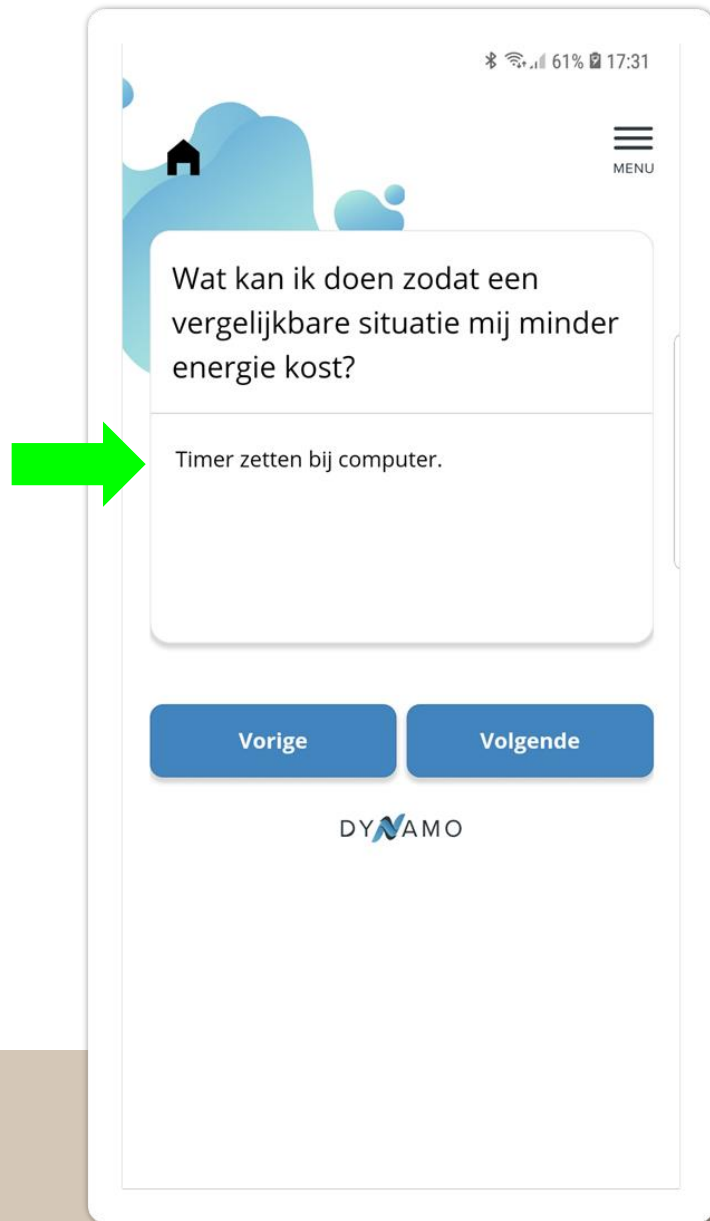 61% 17:31
MENU
Wat kan ik doen zodat een
vergelijkbare situatie mij minder
energie kost?
Timer zetten bij computer.
Vorige Volgende
DYNAMO